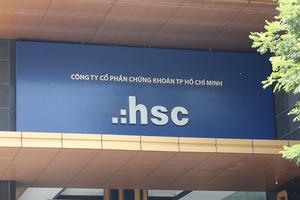 CÔNG TY CỔ PHẦN CHỨNG KHOÁN TP HỒ CHÍ MINH
.:hsc